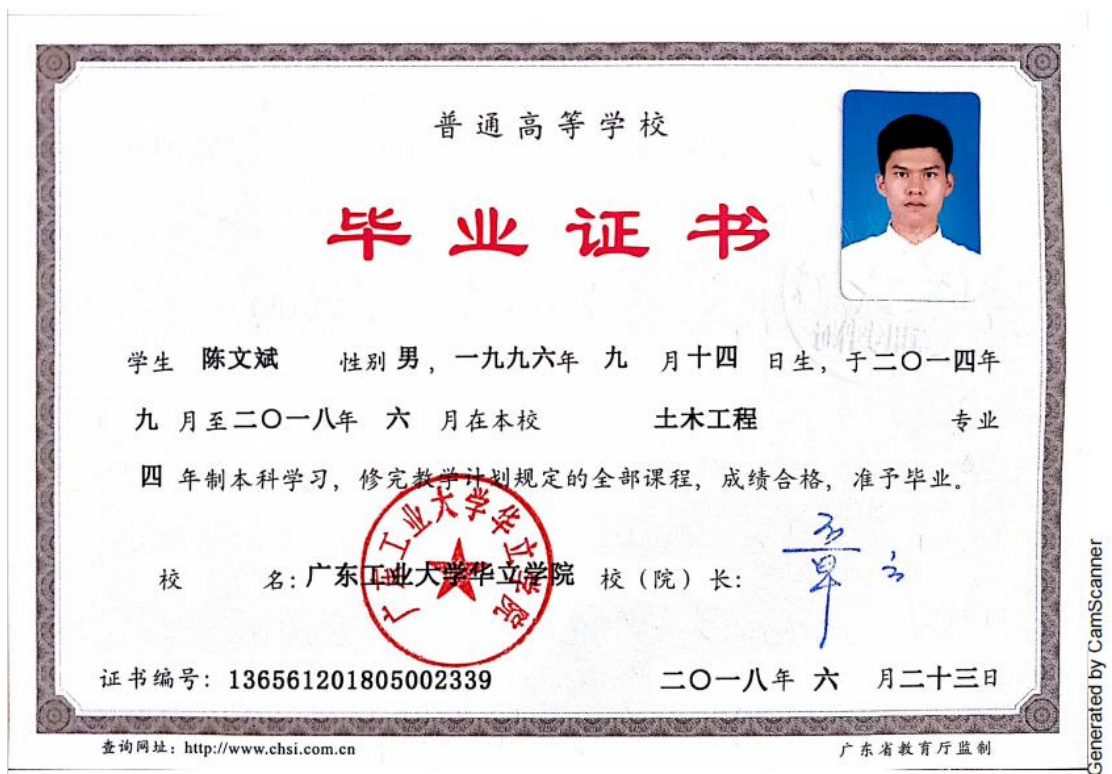 普通高等学校
毕业证书
学生 陈文斌 性别 男，一九九六年 九 月十四 日生，于二〇一四年
九 月至二〇一八年 六 月在本校 土木工程 专业
四 年制本科学习，修完教学计划规定的全部课程，成绩合格，准予毕业。
广东工业大学华立学院
校 名：广东工业大学华立学院 校（院）长：
证书编号：136561201805002339 二〇一八年 六 月二十三日
查询网址：http://www.chsi.com.cn 广东省教育厅监制
Generated by CamScanner